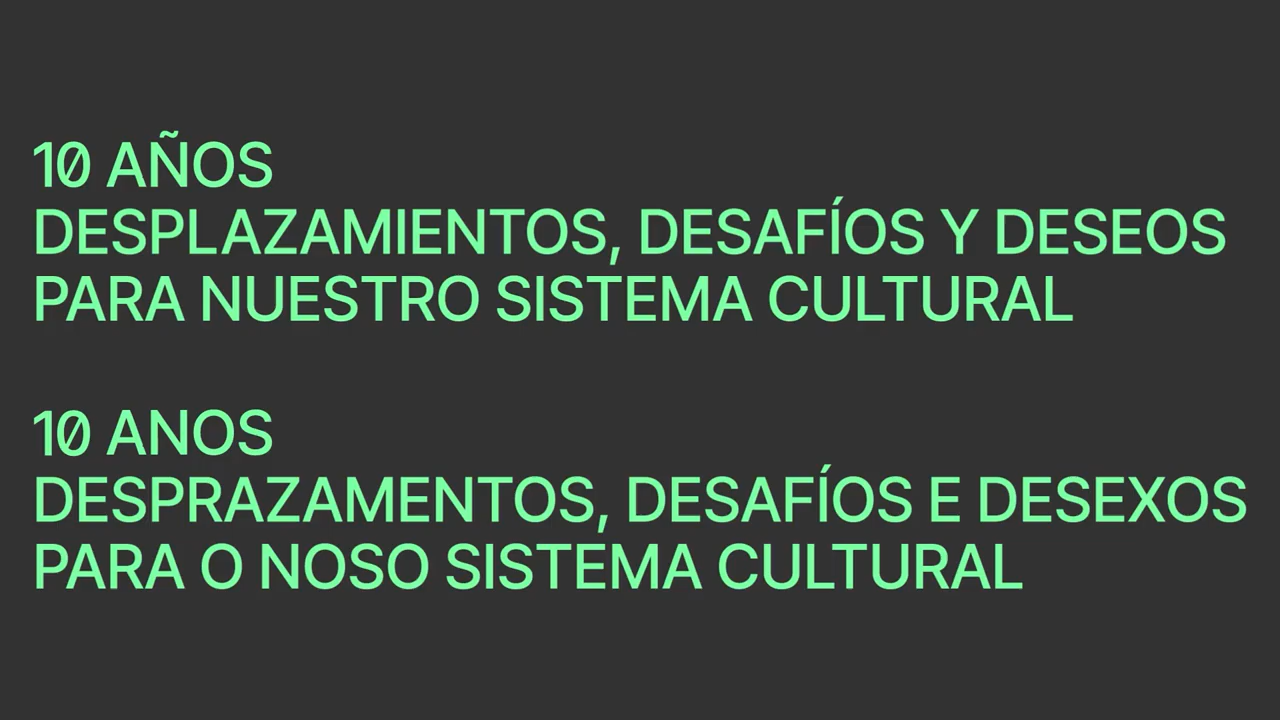 10 AÑOS
DESPLAZAMIENTOS, DESAFÍOS Y DESEOS
PARA NUESTRO SISTEMA CULTURAL
10 ANOS
DESPRAZAMENTOS, DESAFÍOS E DESEXOS
PARA O NOSO SISTEMA CULTURAL